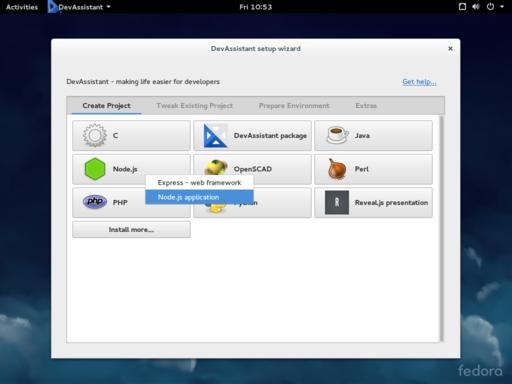 Activities DevAssistant Fri 10:53
DevAssistant setup wizard
DevAssistant - making life easier for developers Get help...
Create Project Tweak Existing Project Prepare Environment Extras
C DevAssistant package Java
Node.js OpenSCAD Perl
Express - web framework
Node.js application
PHP Python R Reveal.js presentation
Install more...
fedora